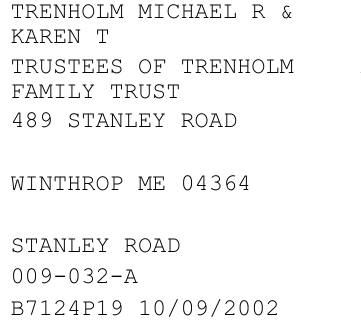 TRENHOLM MICHAEL R &
KAREN T
TRUSTEES OF TRENHOLM
FAMILY TRUST
489 STANLEY ROAD
WINTHROP ME 04364
STANLEY ROAD
009-032-A
B7124P19 10/09/2002